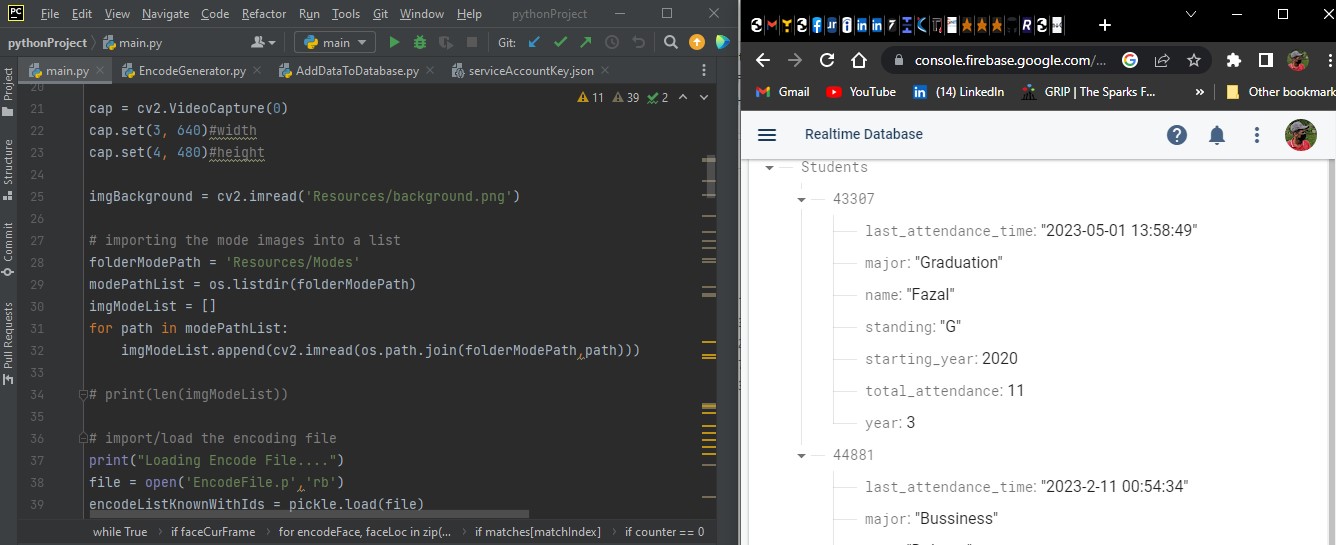 PC File Edit View Navigate Code Refactor Run Tools Git Window Help pythonProject
pythonProject main.py main Git:
main.py EncodeGenerator.py AddDataToDatabase.py serviceAccountKey.json
Project
Structure
Commit
Pull Requests
11 39 2
20
21 cap = cv2.VideoCapture(0)
22 cap.set(3, 640)#width
23 cap.set(4, 480)#height
24
25 imgBackground = cv2.imread('Resources/background.png')
26
27 # importing the mode images into a list
28 folderModePath = 'Resources/Modes'
29 modePathList = os.listdir(folderModePath)
30 imgModeList = []
31 for path in modePathList:
32 imgModeList.append(cv2.imread(os.path.join(folderModePath,path)))
33
34 # print(len(imgModeList))
35
36 # import/load the encoding file
37 print("Loading Encode File....")
38 file = open('EncodeFile.p','rb')
39 encodeListKnownWithIds = pickle.load(file)
while True › if faceCurFrame › for encodeFace, faceLoc in zip(... › if matches[matchIndex] › if counter == 0
console.firebase.google.com/...
Gmail YouTube (14) LinkedIn GRIP | The Sparks F... » Other bookmark
Realtime Database
Students
43307
last_attendance_time: "2023-05-01 13:58:49"
major: "Graduation"
name: "Fazal"
standing: "G"
starting_year: 2020
total_attendance: 11
year: 3
44881
last_attendance_time: "2023-2-11 00:54:34"
major: "Bussiness"